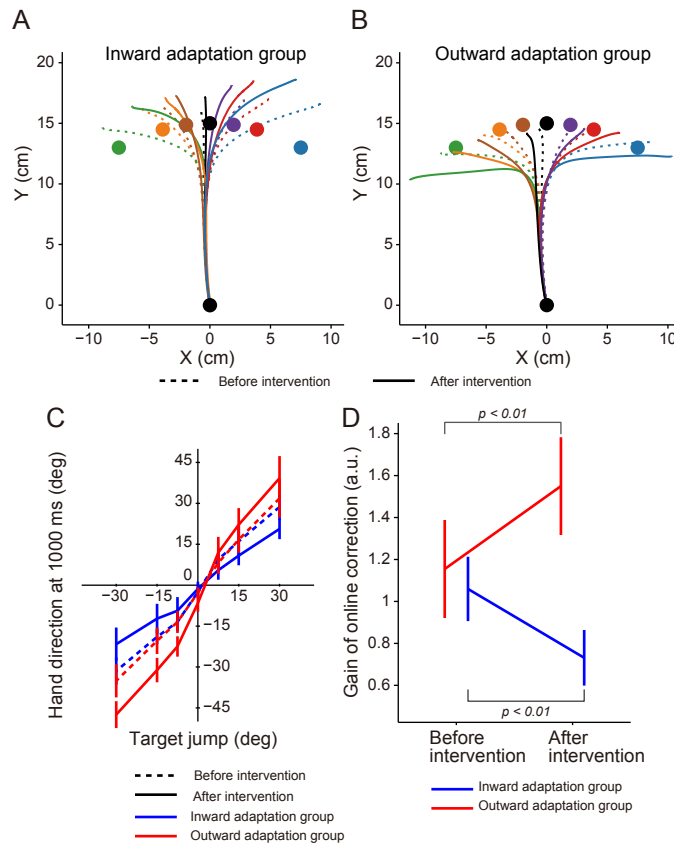 A
Inward adaptation group
20
15
10
5
0
Y (cm)
−10
−5
0
5
10
X (cm)
B
Outward adaptation group
20
15
10
5
0
Y (cm)
−10
−5
0
5
10
X (cm)
Before intervention
After intervention
C
Hand direction at 1000 ms (deg)
45
30
15
0
−15
−30
−45
−30
−15
15
30
Target jump (deg)
Before intervention
After intervention
Inward adaptation group
Outward adaptation group
D
p < 0.01
1.8
1.6
1.4
1.2
1
0.8
0.6
Gain of online correction (a.u.)
p < 0.01
Before
intervention
After
intervention
Inward adaptation group
Outward adaptation group